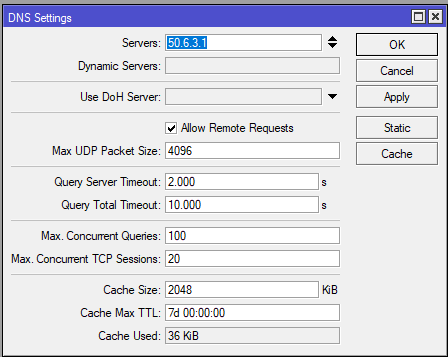 DNS Settings
Servers: 50.6.3.1
OK
Dynamic Servers:
Cancel
Use DoH Server:
Apply
Allow Remote Requests
Static
Max UDP Packet Size: 4096
Cache
Query Server Timeout: 2.000 s
Query Total Timeout: 10.000 s
Max. Concurrent Queries: 100
Max. Concurrent TCP Sessions: 20
Cache Size: 2048 KiB
Cache Max TTL: 7d 00:00:00
Cache Used: 36 KiB